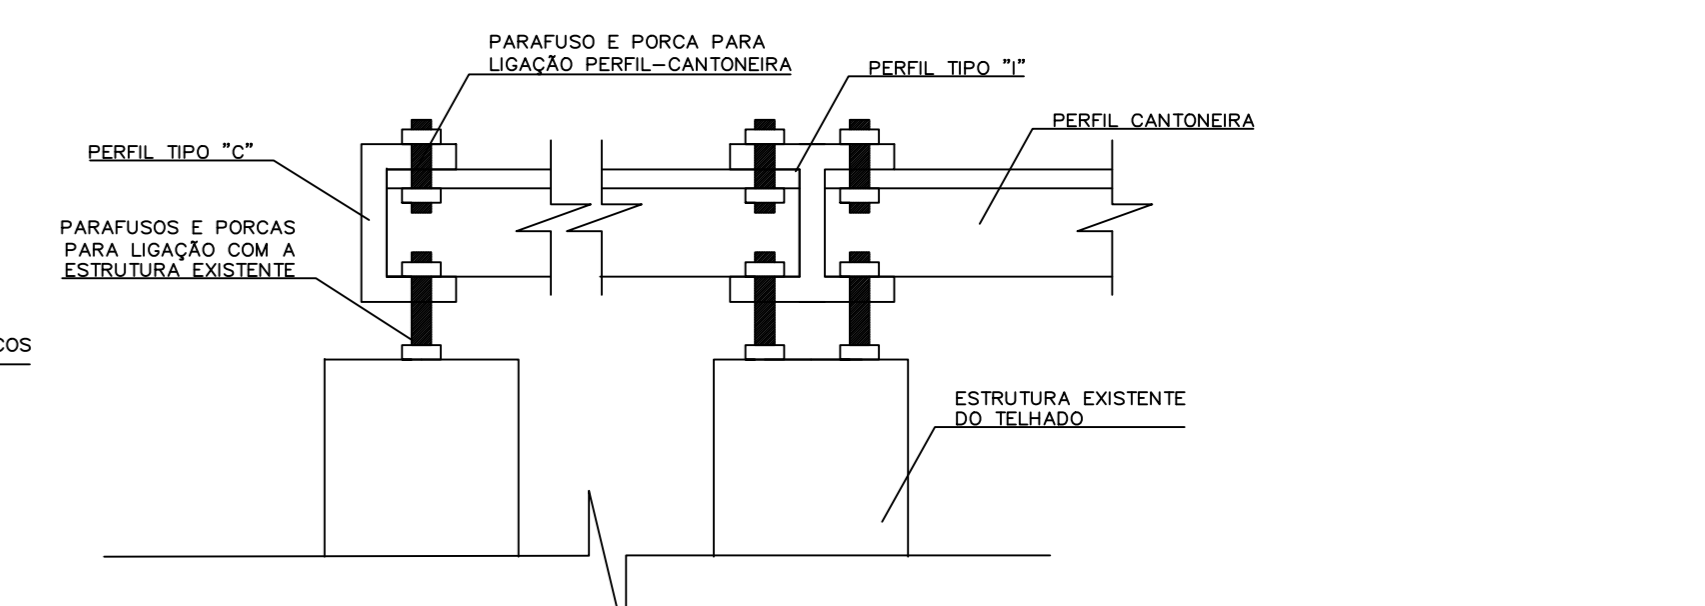 PARAFUSO E PORCA PARA
LIGAÇÃO PERFIL-CANTONEIRA
PERFIL TIPO "I"
PERFIL CANTONEIRA
PERFIL TIPO "C"
PARAFUSOS E PORCAS
PARA LIGAÇÃO COM A
ESTRUTURA EXISTENTE
COS
ESTRUTURA EXISTENTE
DO TELHADO